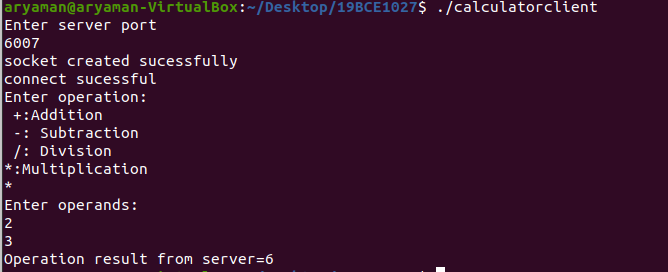 aryaman@aryaman-VirtualBox:~/Desktop/19BCE1027$ ./calculatorclient
Enter server port
6007
socket created sucessfully
connect sucessful
Enter operation:
 +:Addition
 -: Subtraction
 /: Division
*:Multiplication
*
Enter operands:
2
3
Operation result from server=6